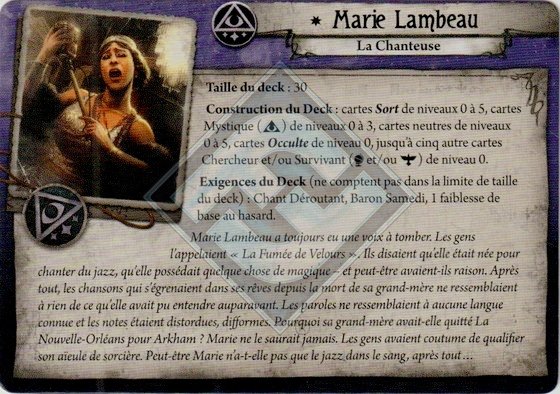 Marie Lambeau
La Chanteuse
Taille du deck : 30
Construction du Deck : cartes Sort de niveaux 0 à 5, cartes
Mystique ( ) de niveaux 0 à 3, cartes neutres de niveaux
0 à 5, cartes Occulte de niveau 0, jusqu'à cinq autre cartes
Chercheur et/ou Survivant ( et/ou ) de niveau 0.
Exigences du Deck (ne comptent pas dans la limite de taille
du deck) : Chant Déroutant, Baron Samedi, 1 faiblesse de
base au hasard.
Marie Lambeau a toujours eu une voix à tomber. Les gens
l'appelaient « La Fumée de Velours ». Ils disaient qu'elle était née pour
chanter du jazz, qu'elle possédait quelque chose de magique – et peut-être avaient-ils raison. Après
tout, les chansons qui s'égrenaient dans ses rêves depuis la mort de sa grand-mère ne ressemblaient
à rien de ce qu'elle avait pu entendre auparavant. Les paroles ne ressemblaient à aucune langue
connue et les notes étaient distordues, difformes. Pourquoi sa grand-mère avait-elle quitté La
Nouvelle-Orléans pour Arkham ? Marie ne le saurait jamais. Les gens avaient coutume de qualifier
son aïeule de sorcière. Peut-être Marie n'a-t-elle pas que le jazz dans le sang, après tout…